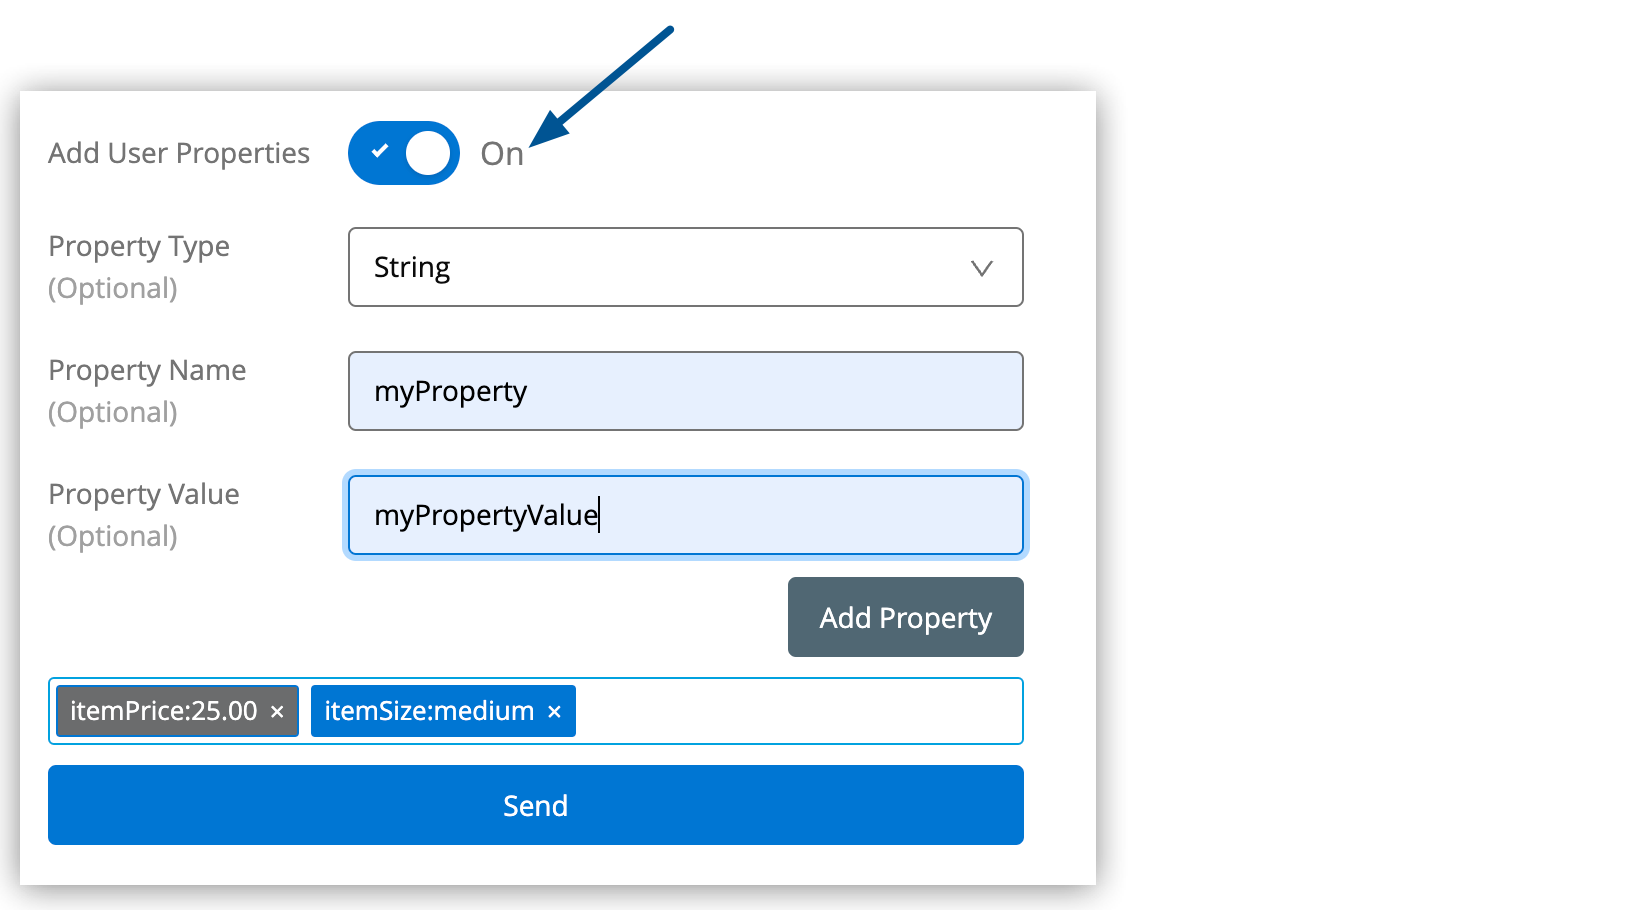 Add User Properties On
Property Type
(Optional)
String
Property Name
(Optional)
myProperty
Property Value
(Optional)
myPropertyValue
Add Property
itemPrice:25.00 × itemSize:medium ×
Send